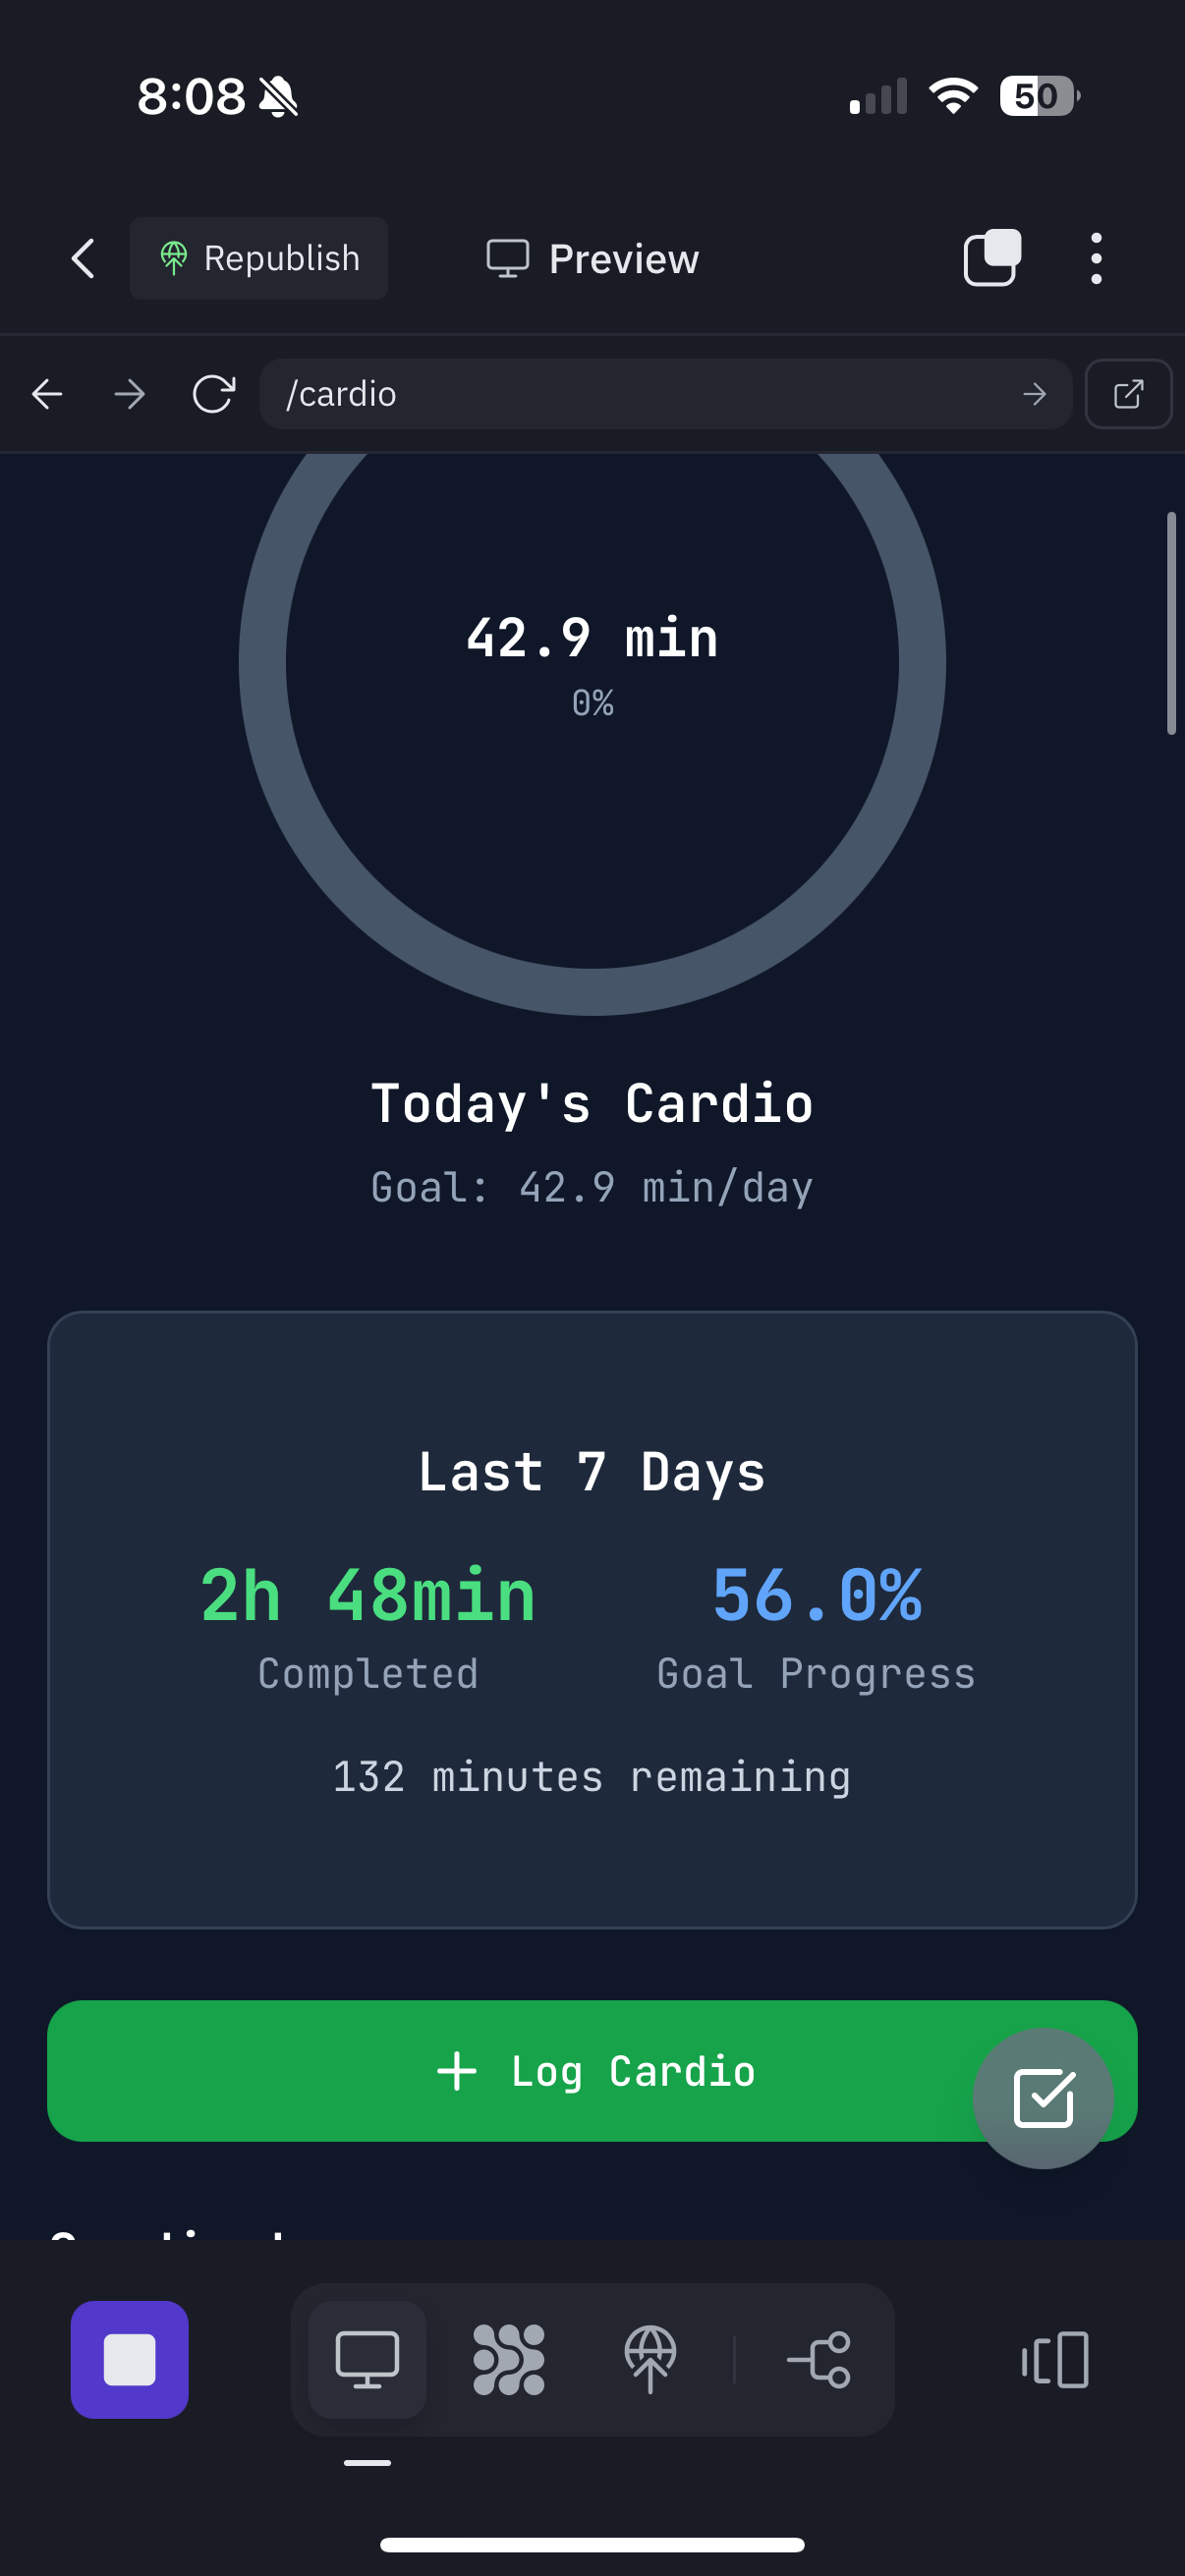 8:08
50
Republish
Preview
/cardio
42.9 min
0%
Today's Cardio
Goal: 42.9 min/day
Last 7 Days
2h 48min
56.0%
Completed
Goal Progress
132 minutes remaining
Log Cardio